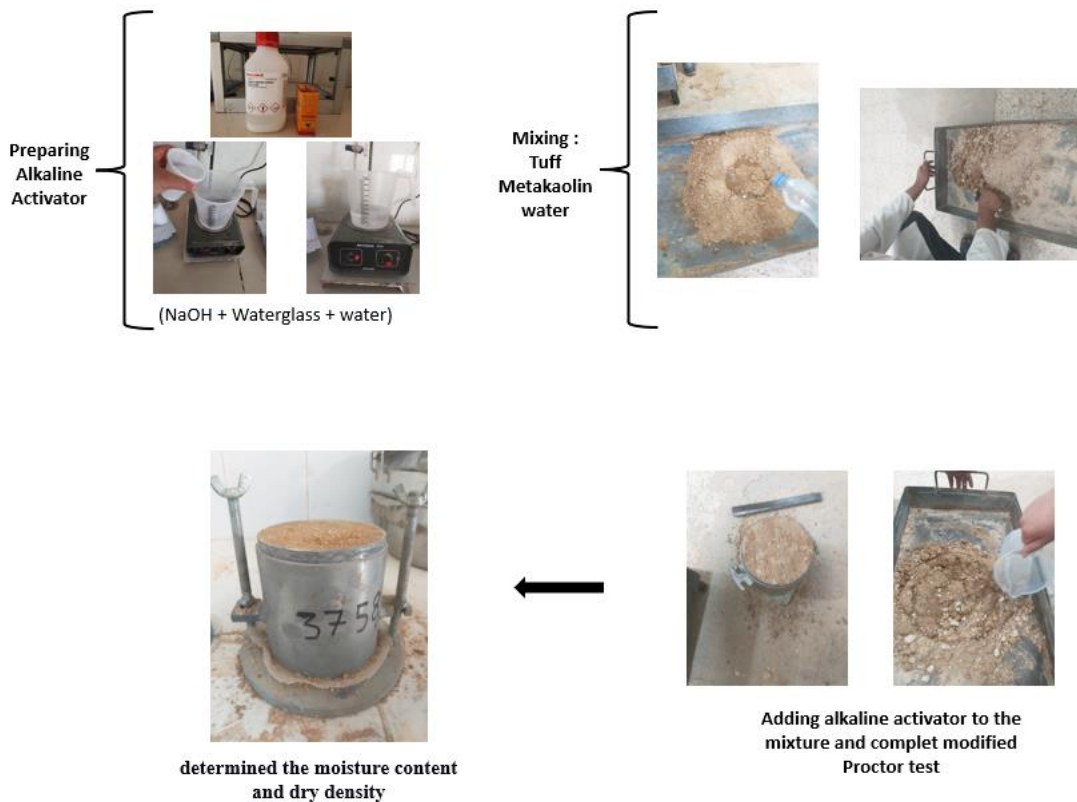 Preparing
Alkaline
Activator
(NaOH + Waterglass + water)
Mixing :
Tuff
Metakaolin
water
3758
determined the moisture content
and dry density
Adding alkaline activator to the
mixture and complet modified
Proctor test